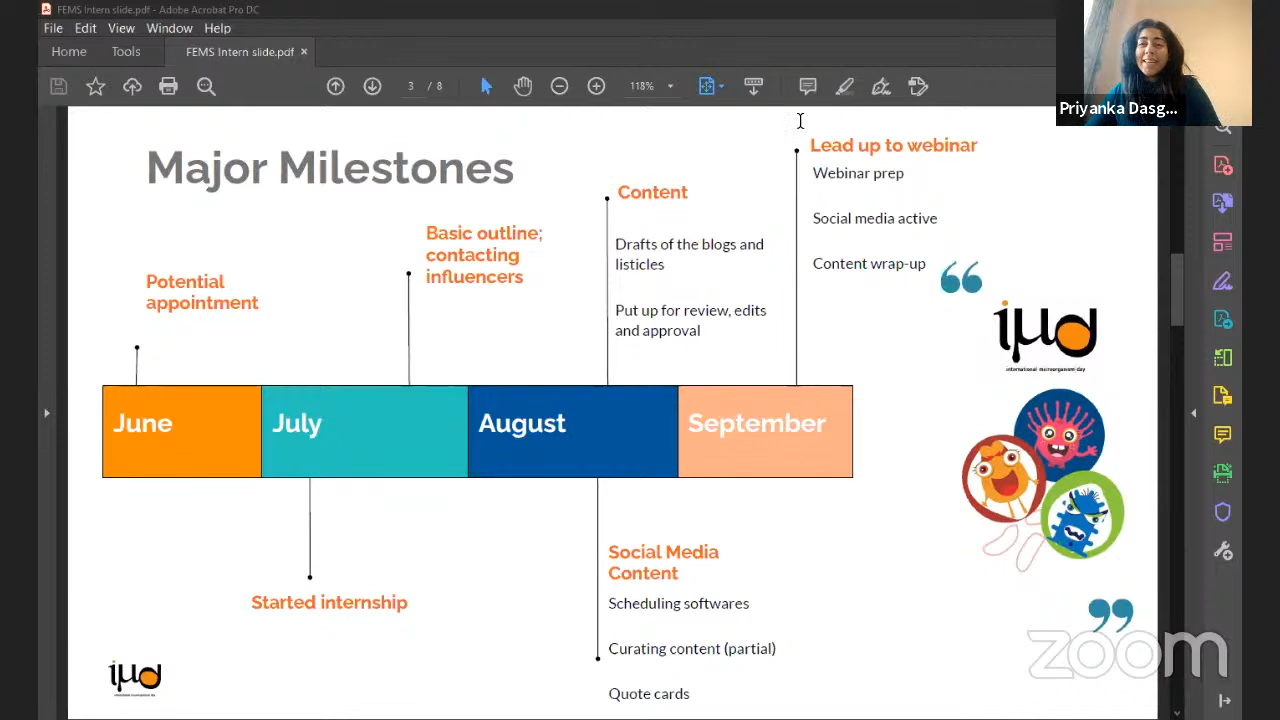 FEMS Intern slide.pdf - Adobe Acrobat Pro DC
File Edit View Window Help
Home Tools FEMS Intern slide.pdf ×
3 / 8 118%
Priyanka Dasg...
Major Milestones
Potential
appointment
Basic outline;
contacting
influencers
Content
Drafts of the blogs and
listicles
Put up for review, edits
and approval
Lead up to webinar
Webinar prep
Social media active
Content wrap-up
iμd
international microorganism day
June July August September
Started internship
Social Media
Content
Scheduling softwares
Curating content (partial)
Quote cards
iμd
zoom